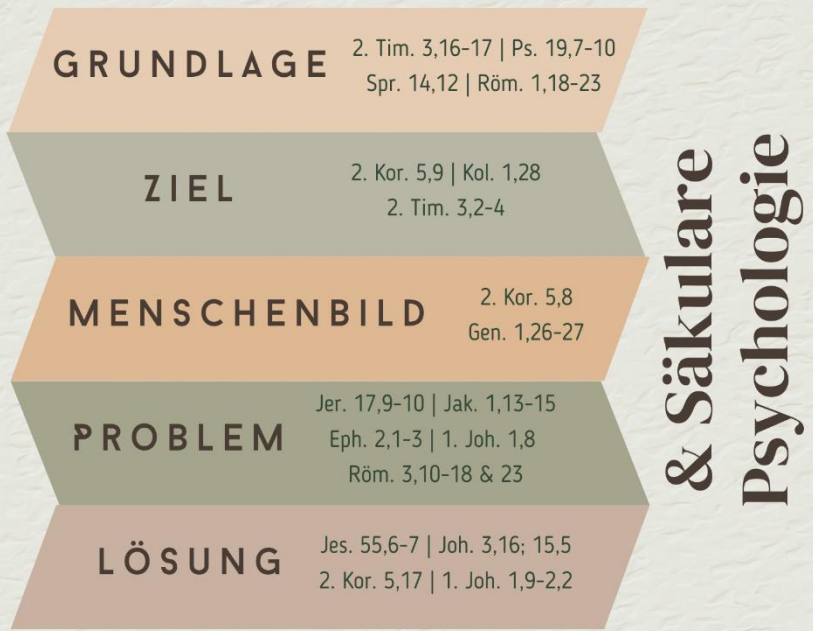 GRUNDLAGE
2. Tim. 3,16-17 | Ps. 19,7-10
Spr. 14,12 | Röm. 1,18-23
ZIEL
2. Kor. 5,9 | Kol. 1,28
2. Tim. 3,2-4
MENSCHENBILD
2. Kor. 5,8
Gen. 1,26-27
PROBLEM
Jer. 17,9-10 | Jak. 1,13-15
Eph. 2,1-3 | 1. Joh. 1,8
Röm. 3,10-18 & 23
LÖSUNG
Jes. 55,6-7 | Joh. 3,16; 15,5
2. Kor. 5,17 | 1. Joh. 1,9-2,2
& Säkulare
Psychologie